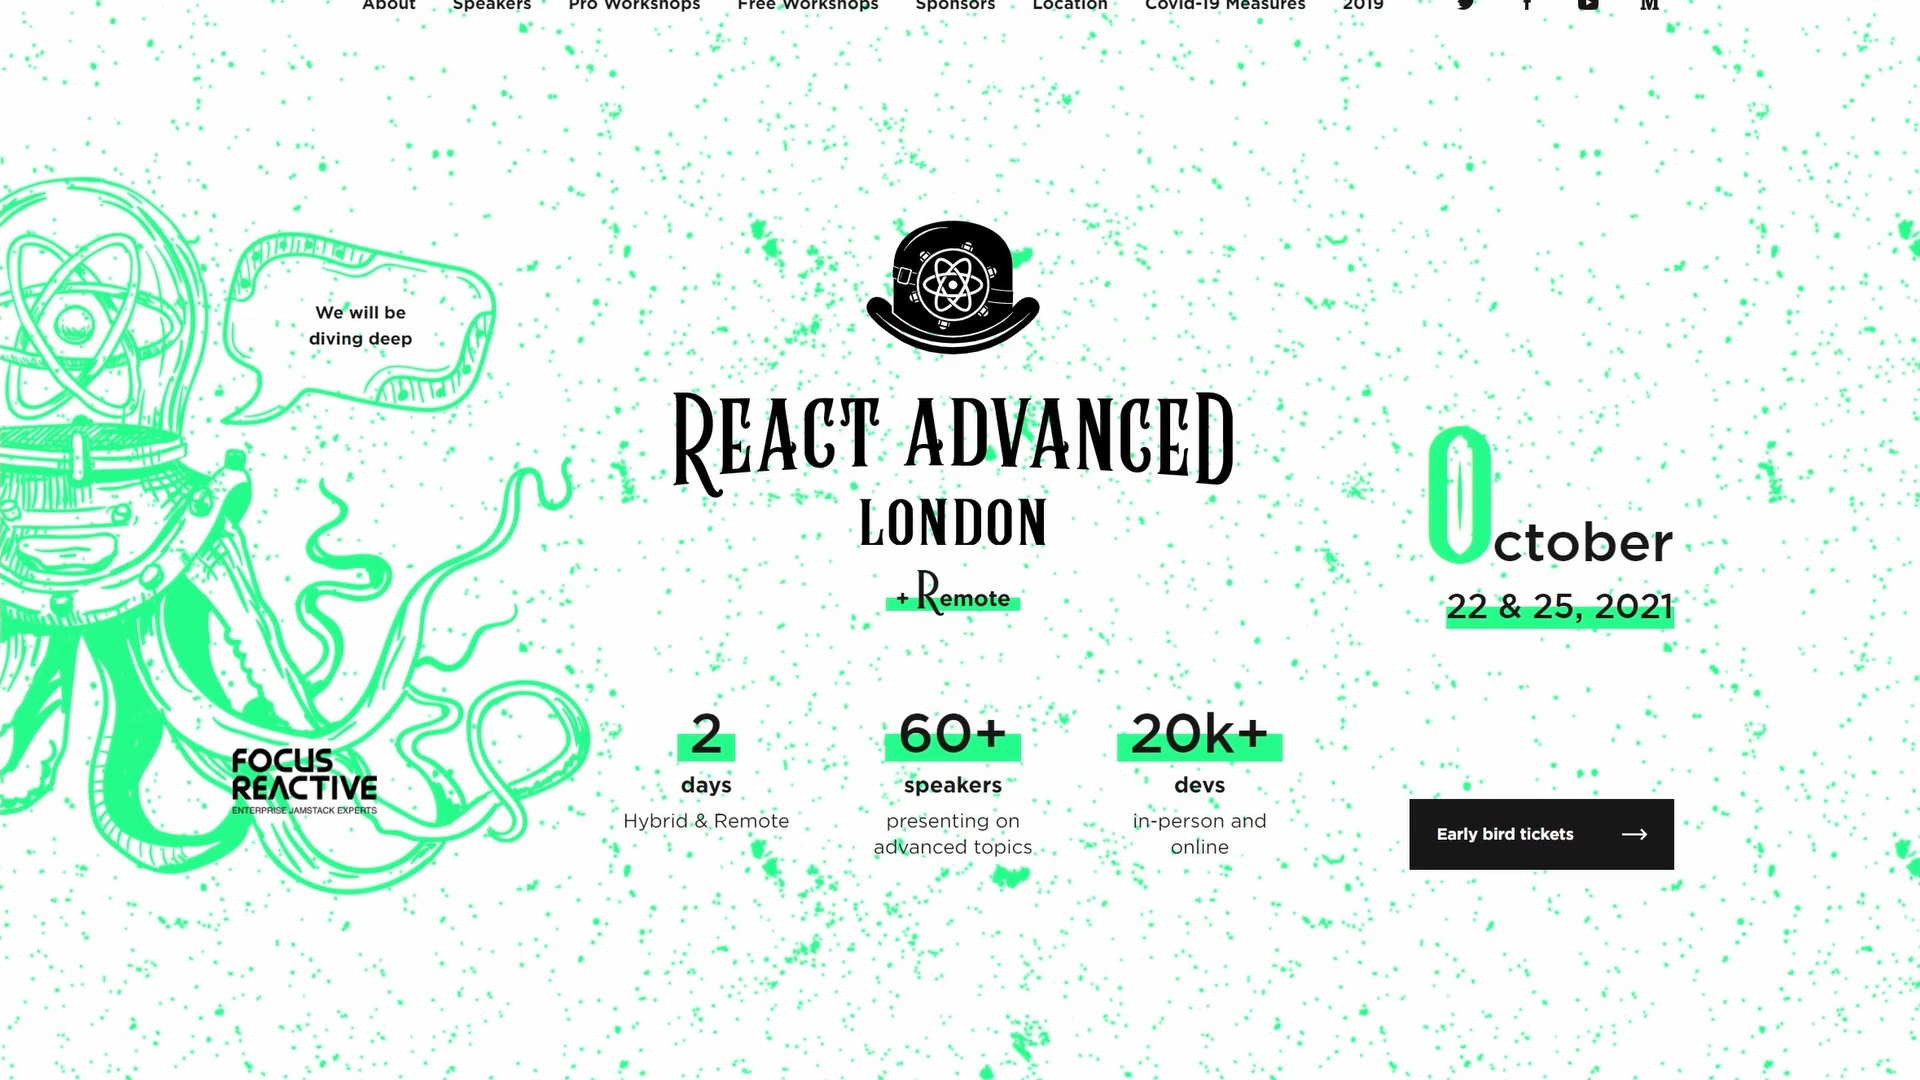 About Speakers Pro Workshops Free Workshops Sponsors Location Covid-19 Measures 2019
We will be
diving deep
REACT ADVANCED
LONDON
+ Remote
October
22 & 25, 2021
2
days
Hybrid & Remote
60+
speakers
presenting on
advanced topics
20k+
devs
in-person and
online
FOCUS
REACTIVE
ENTERPRISE JAMSTACK EXPERTS
Early bird tickets